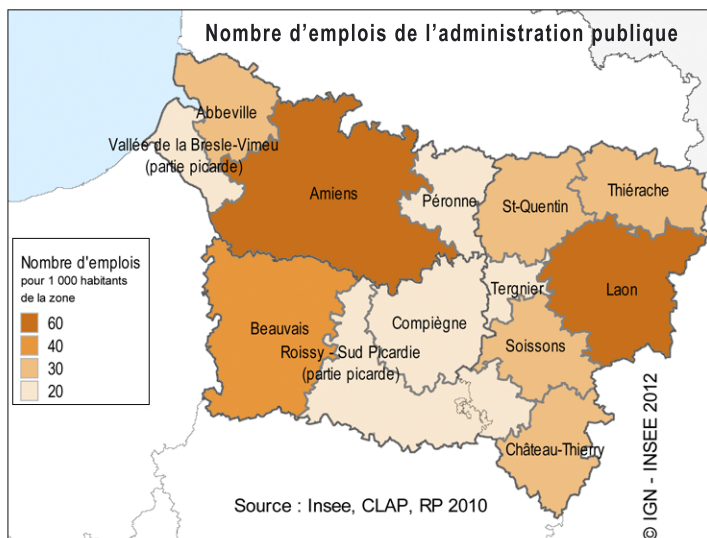 Nombre d'emplois de l'administration publique
Abbeville
Vallée de la Bresle-Vimeu
(partie picarde)
Amiens
Péronne
St-Quentin
Thiérache
Nombre d'emplois
pour 1 000 habitants
de la zone
60
40
30
20
Beauvais
Roissy - Sud Picardie
(partie picarde)
Compiègne
Tergnier
Laon
Soissons
Château-Thierry
Source : Insee, CLAP, RP 2010
© IGN - INSEE 2012